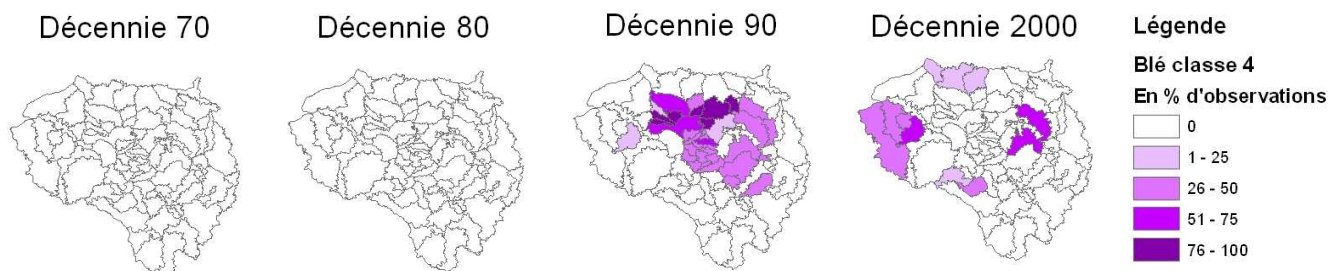 Décennie 70
Décennie 80
Décennie 90
Décennie 2000
Légende
Blé classe 4
En % d'observations
0
1 - 25
26 - 50
51 - 75
76 - 100